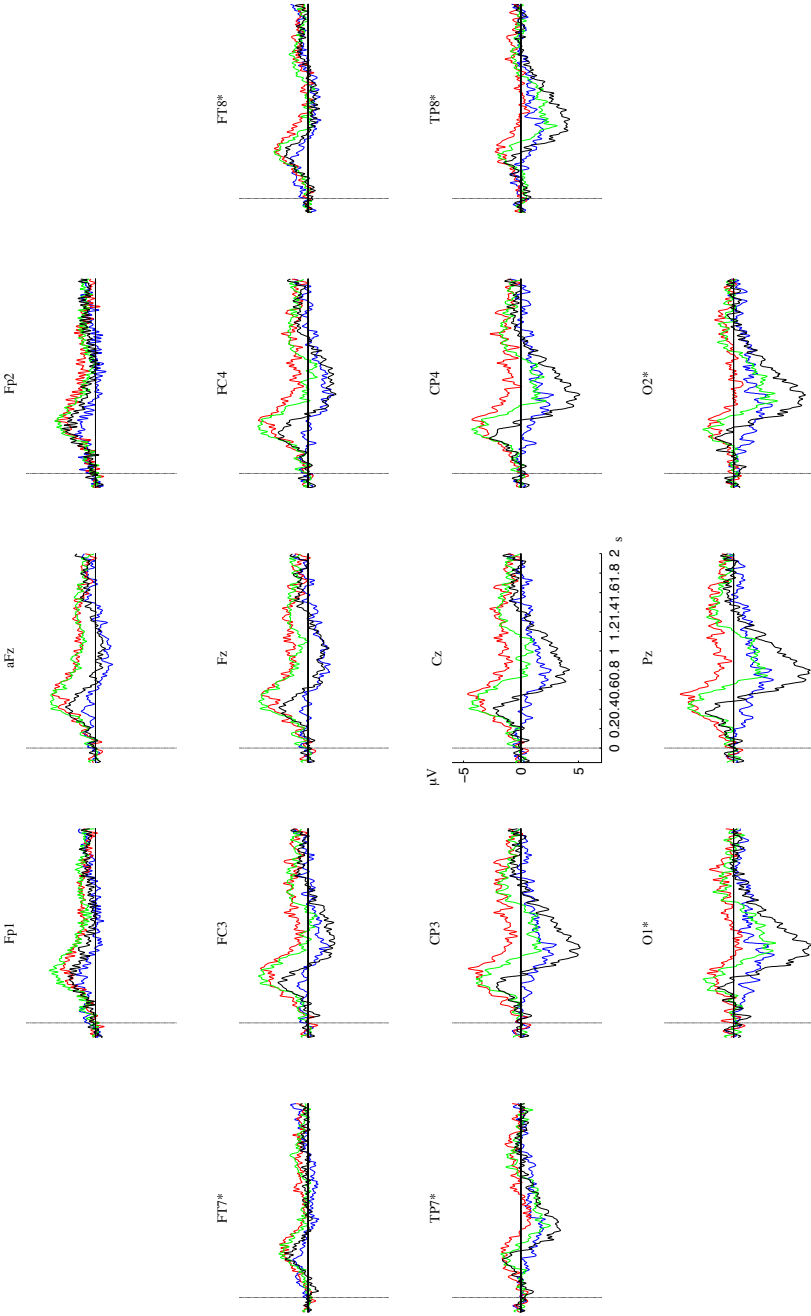 Fp1
aFz
Fp2
FT7*
FC3
Fz
FC4
FT8*
TP7*
CP3
Cz
CP4
TP8*
µV
−5
0
5
0 0.20.40.60.8 1 1.21.41.61.8 2
s
O1*
Pz
O2*